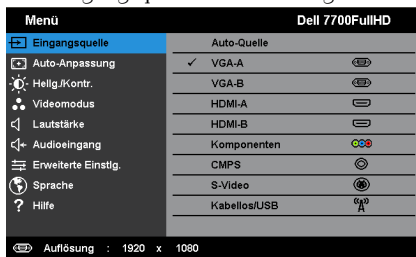 Menü Dell 7700FullHD
Eingangsquelle Auto-Quelle
Auto-Anpassung ✓ VGA-A
Hellg./Kontr. VGA-B
Videomodus HDMI-A
Lautstärke HDMI-B
Audioeingang Komponenten
Erweiterte Einstlg. CMPS
Sprache S-Video
? Hilfe Kabellos/USB
Auflösung : 1920 x 1080